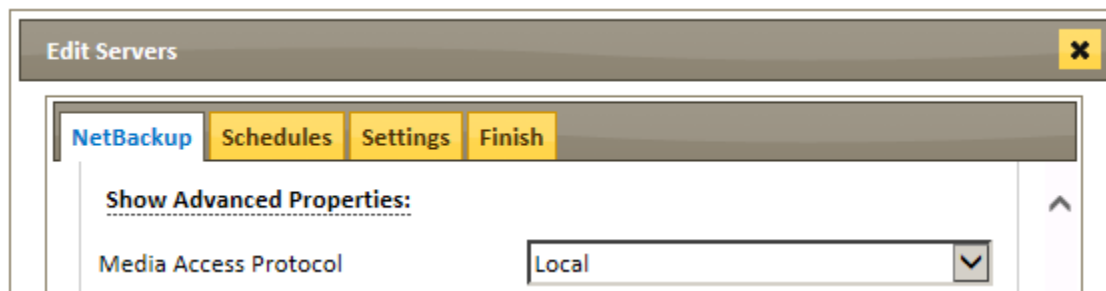 Edit Servers
NetBackup Schedules Settings Finish
Show Advanced Properties:
Media Access Protocol Local